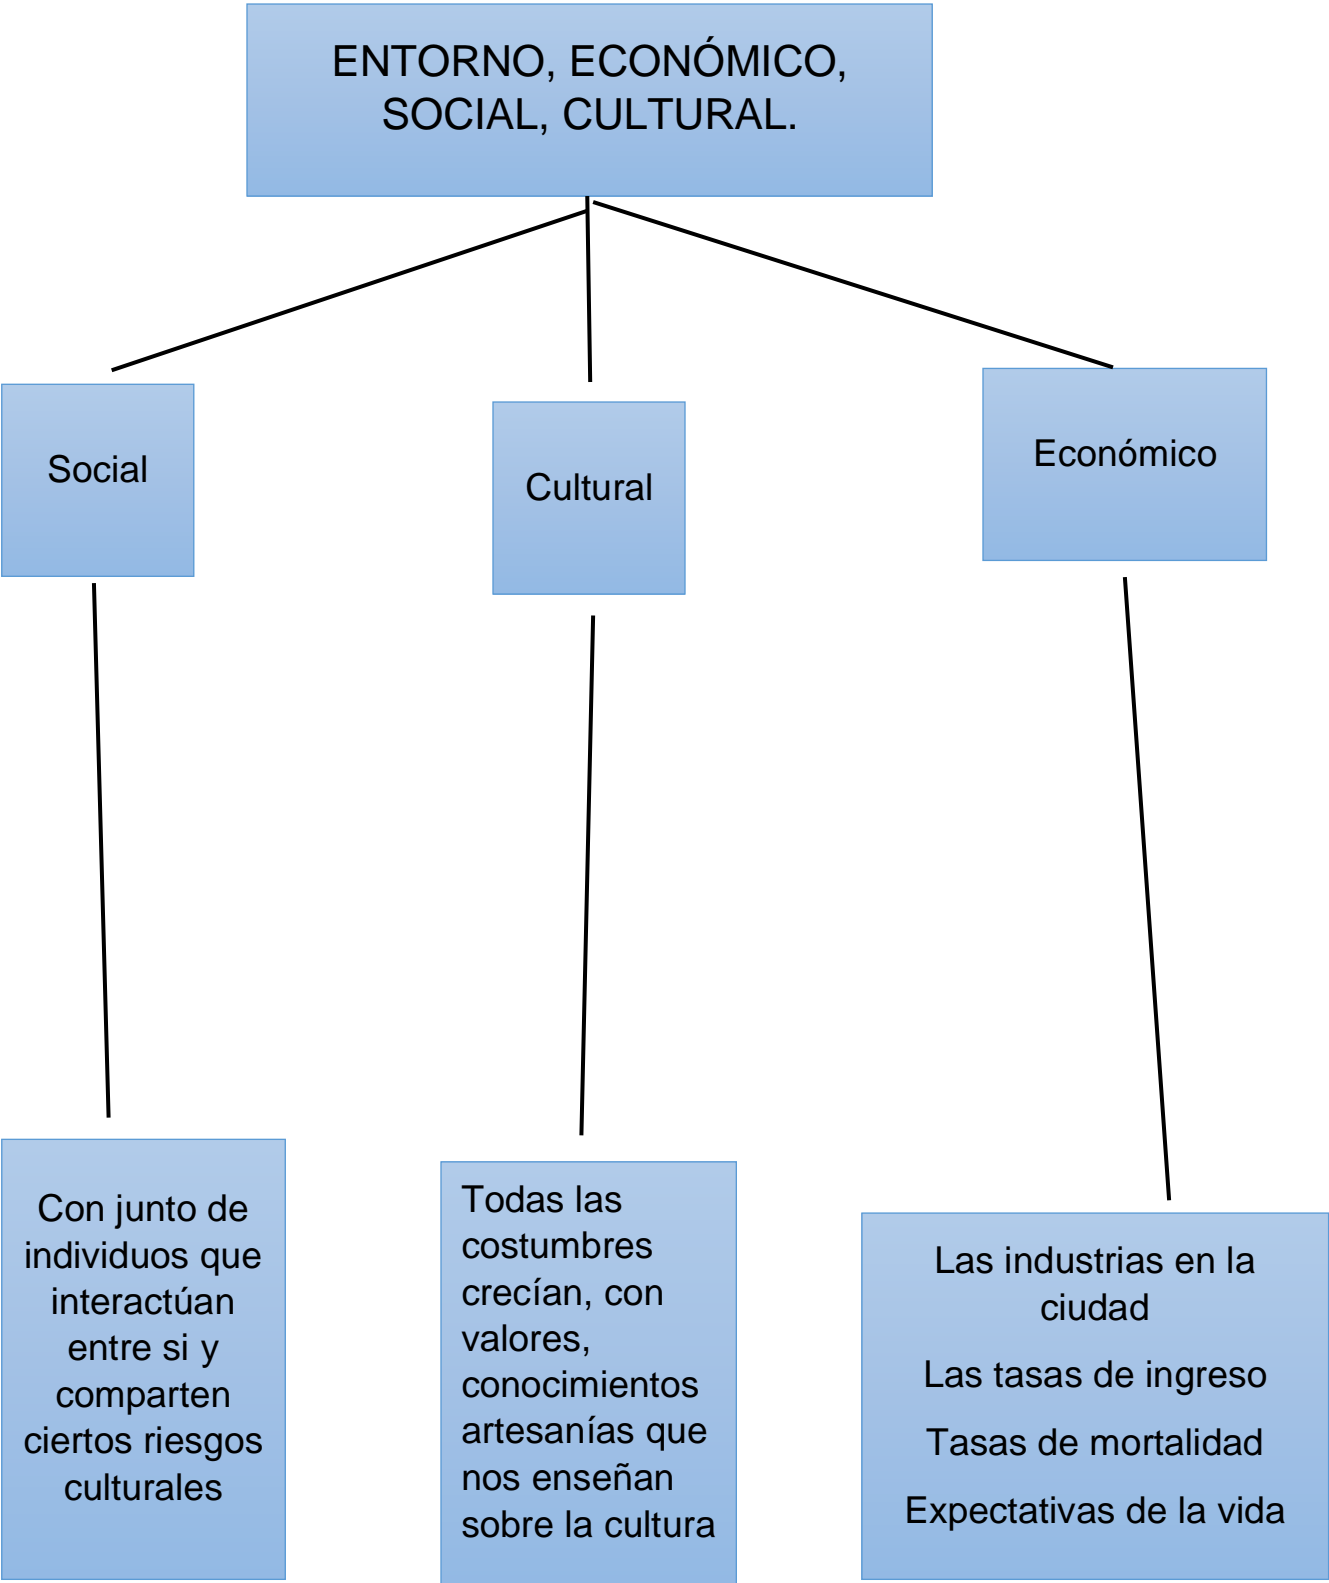 ENTORNO, ECONÓMICO,
SOCIAL, CULTURAL.
Social
Cultural
Económico
Con junto de
individuos que
interactúan
entre si y
comparten
ciertos riesgos
culturales
Todas las
costumbres
crecían, con
valores,
conocimientos
artesanías que
nos enseñan
sobre la cultura
Las industrias en la
ciudad
Las tasas de ingreso
Tasas de mortalidad
Expectativas de la vida